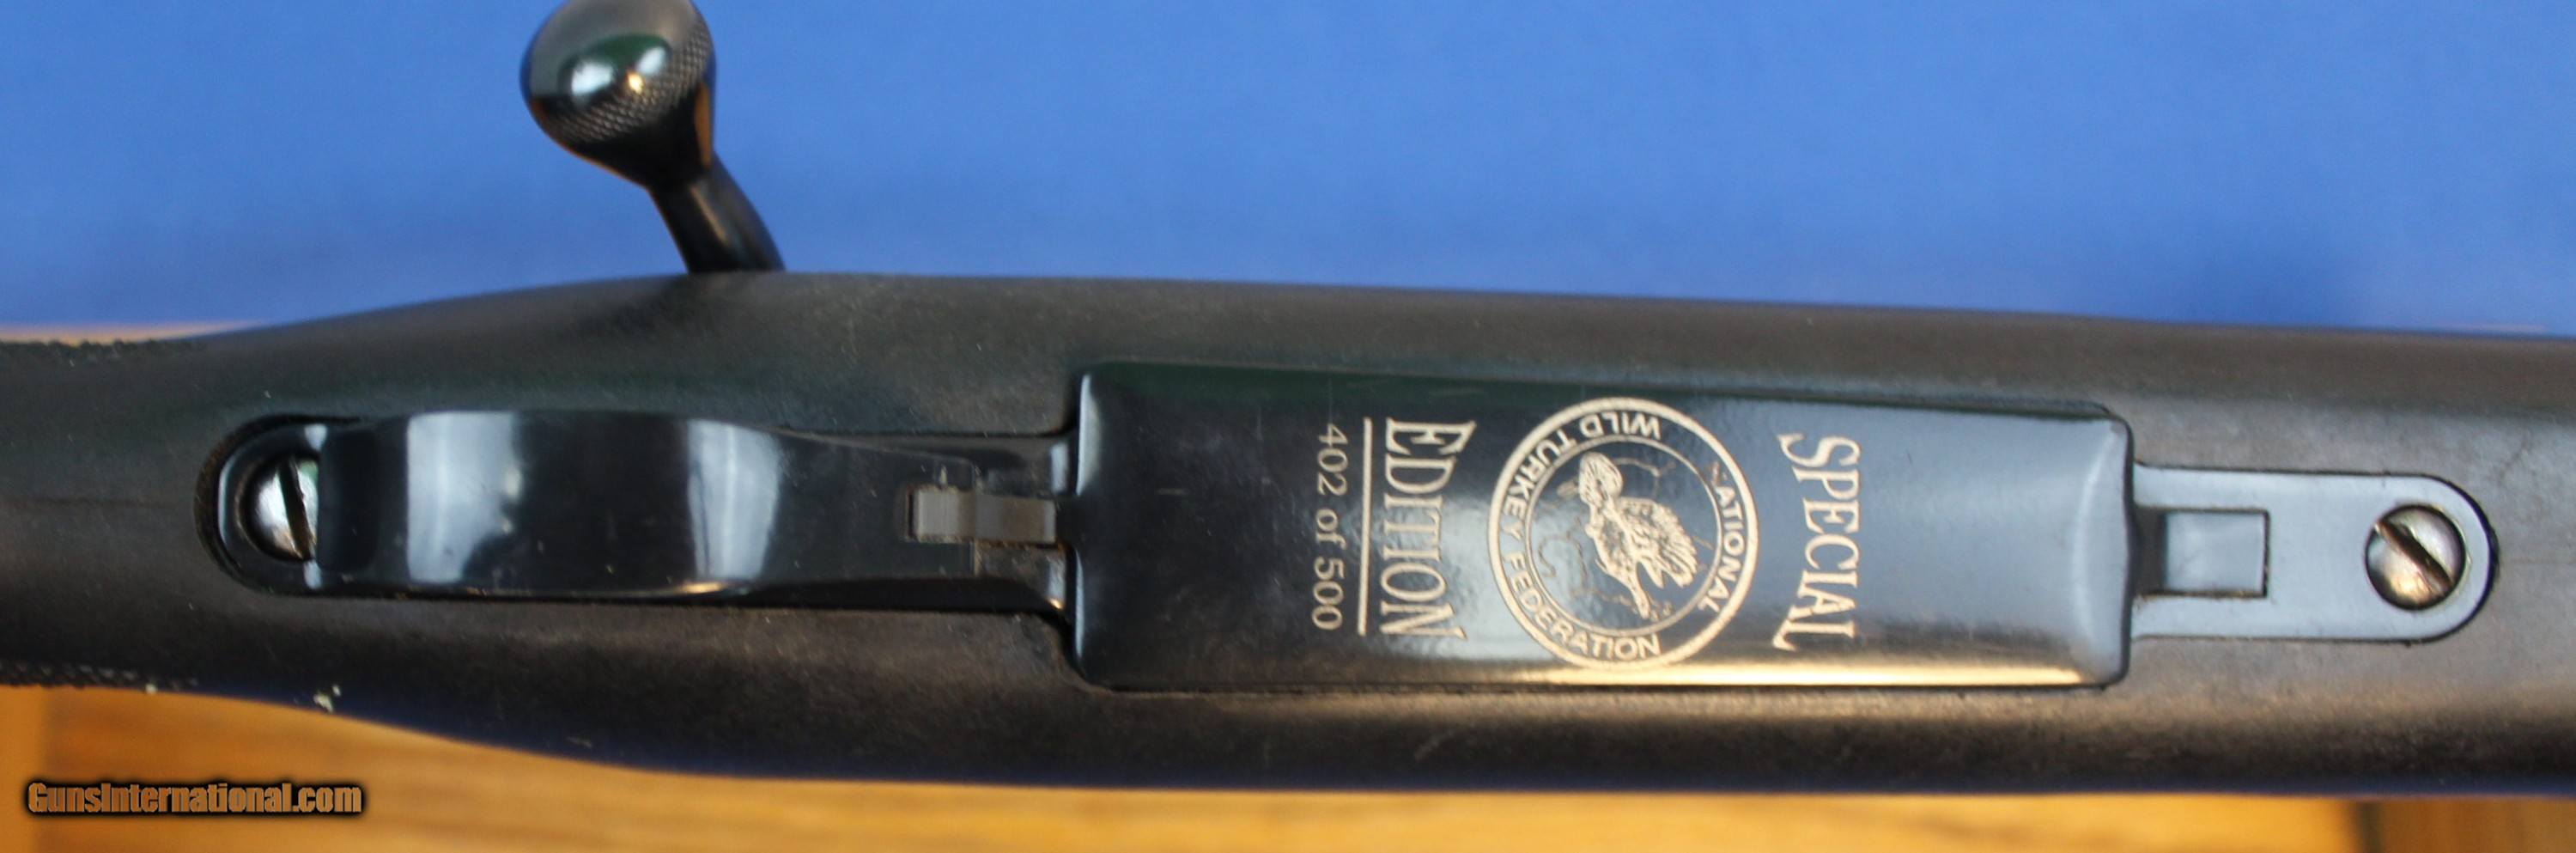 SPECIAL
NATIONAL
WILD TURKEY FEDERATION
EDITION
402 of 500
GunsInternational.com